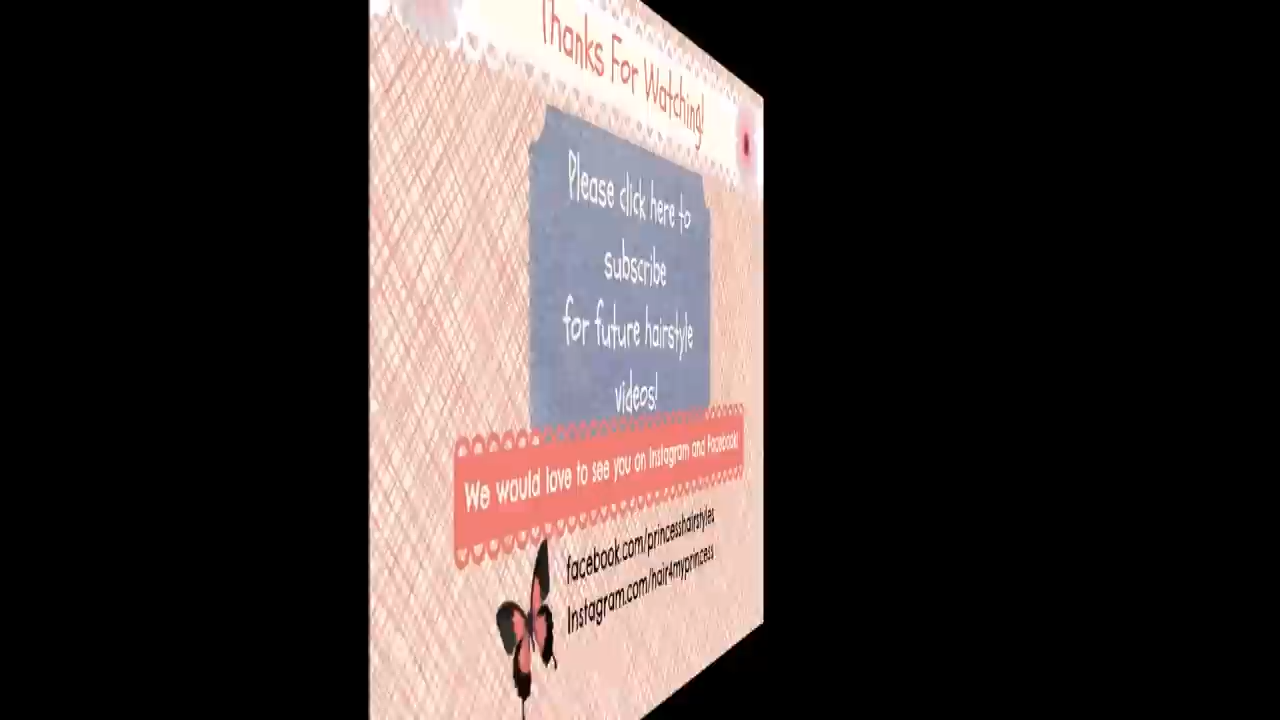 Thanks For Watching!
Please click here to
subscribe
for future hairstyle
videos!
We would love to see you on Instagram and Facebook!
facebook.com/princesshairstyles
Instagram.com/hair4myprincess